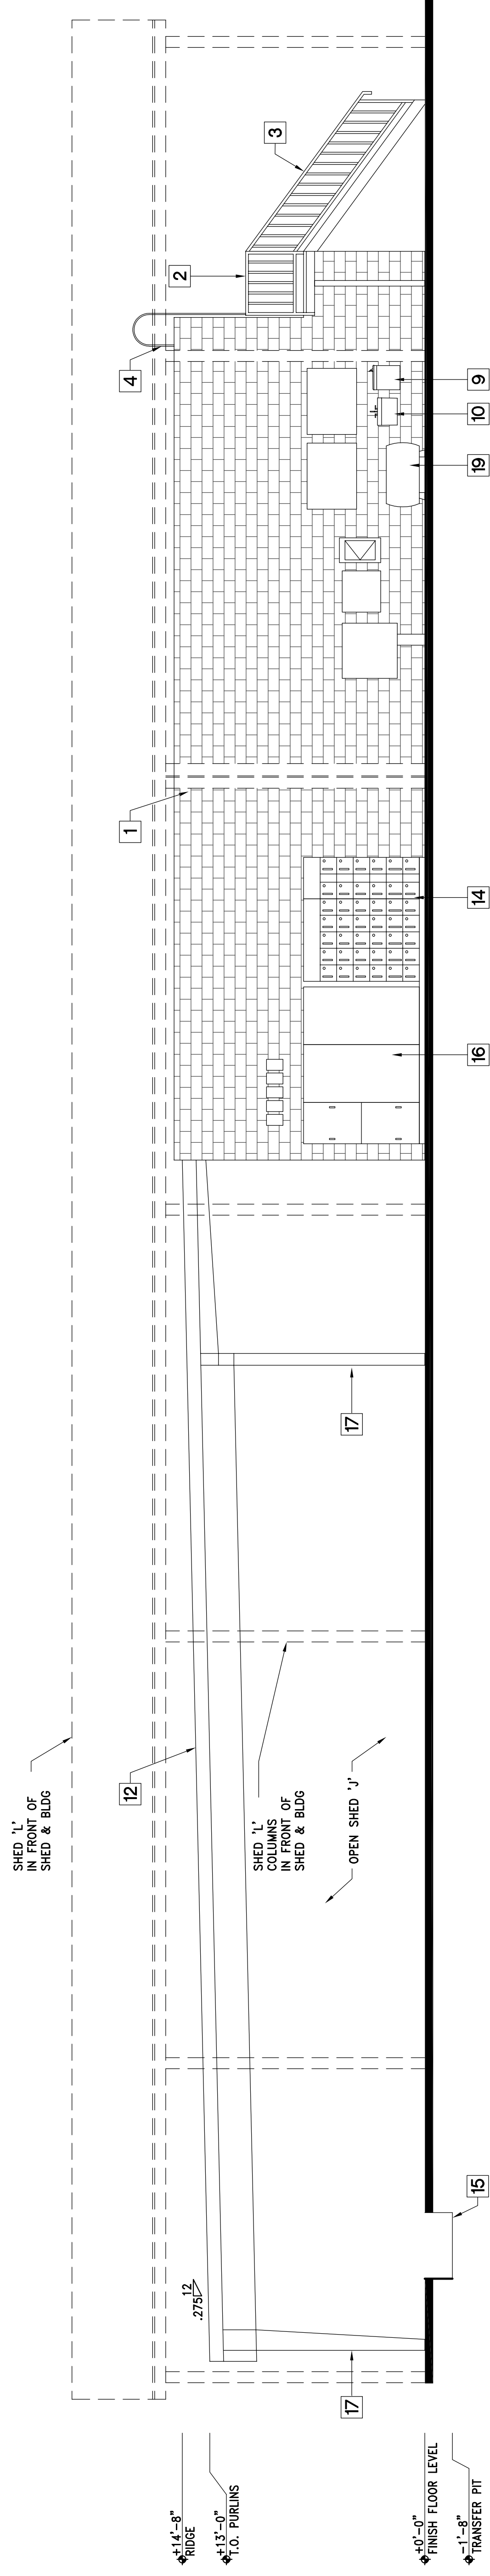 +14'-8"
RIDGE
+13'-0"
T.O. PURLINS
+0'-0"
FINISH FLOOR LEVEL
-1'-8"
TRANSFER PIT
17
12
.275
15
SHED 'L'
IN FRONT OF
SHED & BLDG
12
SHED 'L'
COLUMNS
IN FRONT OF
SHED & BLDG
OPEN SHED 'J'
17
16
14
1
19
10
9
4
2
3